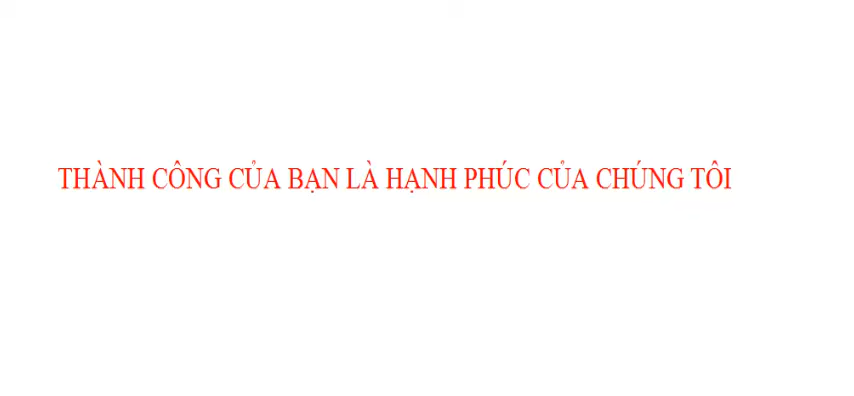 THÀNH CÔNG CỦA BẠN LÀ HẠNH PHÚC CỦA CHÚNG TÔI